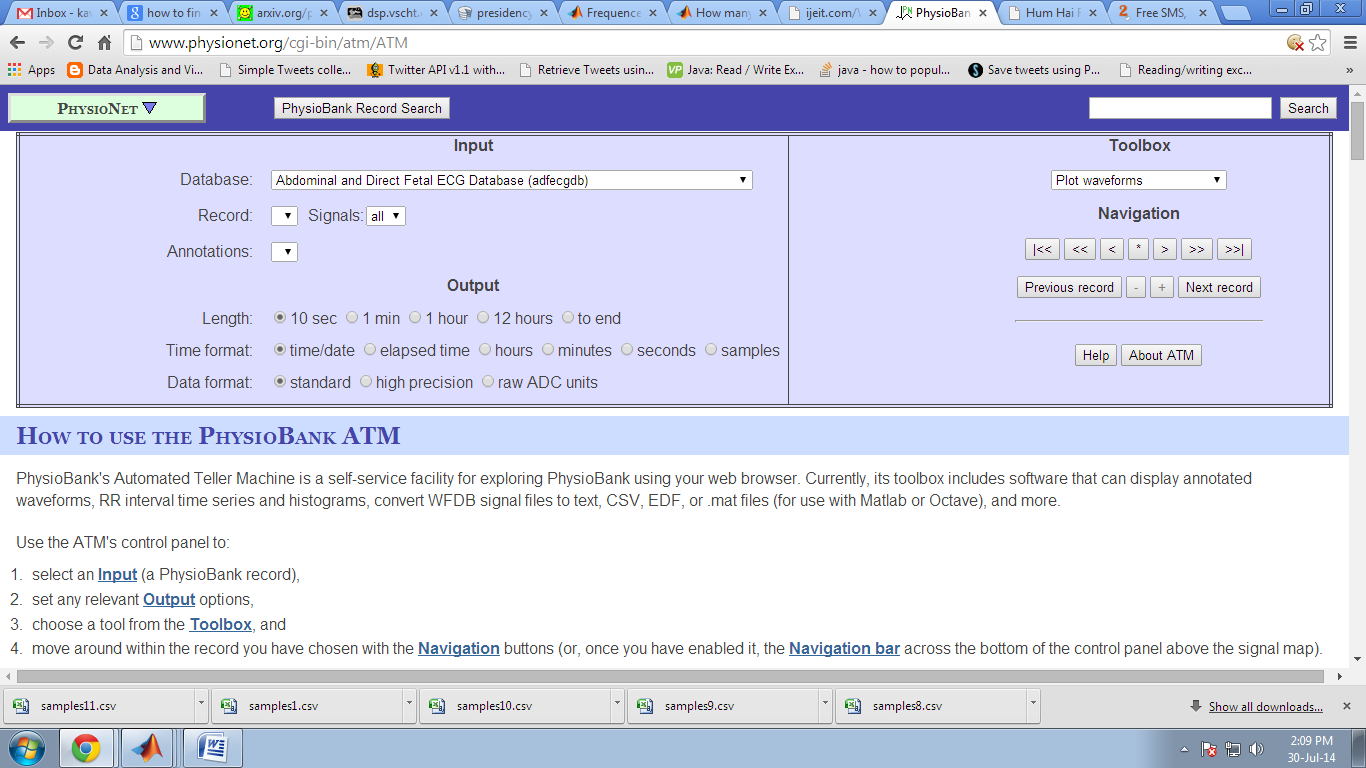 Inbox - kav
how to fin
arxiv.org/p
dsp.vscht.
presidency
Frequence
How many
ijeit.com/V
PhysioBan
Hum Hai R
Free SMS,
www.physionet.org/cgi-bin/atm/ATM
Apps Data Analysis and Vi... Simple Tweets colle... Twitter API v1.1 with... Retrieve Tweets usin... Java: Read / Write Ex... java - how to popul... Save tweets using P... Reading/writing exc... »
PhysioNet PhysioBank Record Search Search
Input
Database: Abdominal and Direct Fetal ECG Database (adfecgdb)
Record: Signals: all
Annotations:
Output
Length: 10 sec 1 min 1 hour 12 hours to end
Time format: time/date elapsed time hours minutes seconds samples
Data format: standard high precision raw ADC units
Toolbox
Plot waveforms
Navigation
|<< << < * > >> >>|
Previous record - + Next record
Help About ATM
How to use the PhysioBank ATM
PhysioBank's Automated Teller Machine is a self-service facility for exploring PhysioBank using your web browser. Currently, its toolbox includes software that can display annotated
waveforms, RR interval time series and histograms, convert WFDB signal files to text, CSV, EDF, or .mat files (for use with Matlab or Octave), and more.
Use the ATM's control panel to:
1. select an Input (a PhysioBank record),
2. set any relevant Output options,
3. choose a tool from the Toolbox, and
4. move around within the record you have chosen with the Navigation buttons (or, once you have enabled it, the Navigation bar across the bottom of the control panel above the signal map).
samples11.csv samples1.csv samples10.csv samples9.csv samples8.csv Show all downloads...
2:09 PM
30-Jul-14